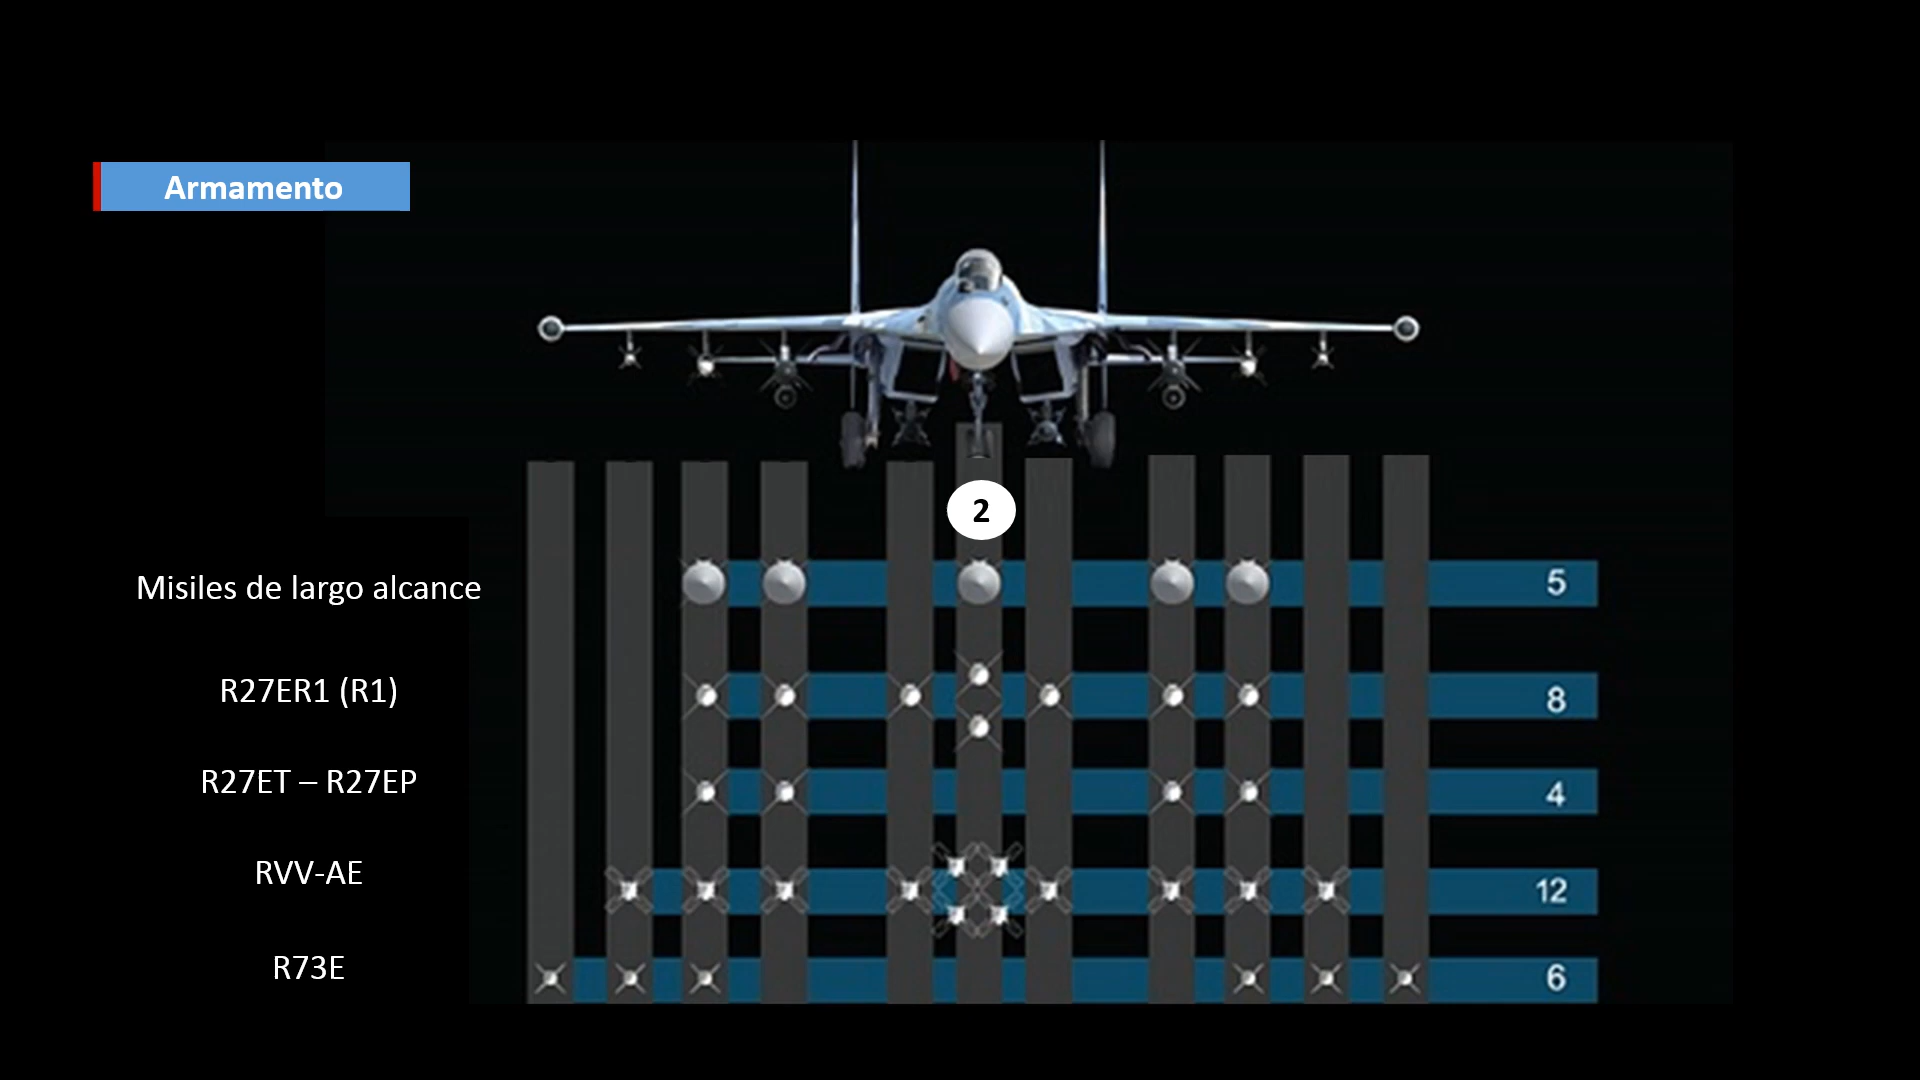 Armamento
2
Misiles de largo alcance
5
R27ER1 (R1)
8
R27ET – R27EP
4
RVV-AE
12
R73E
6